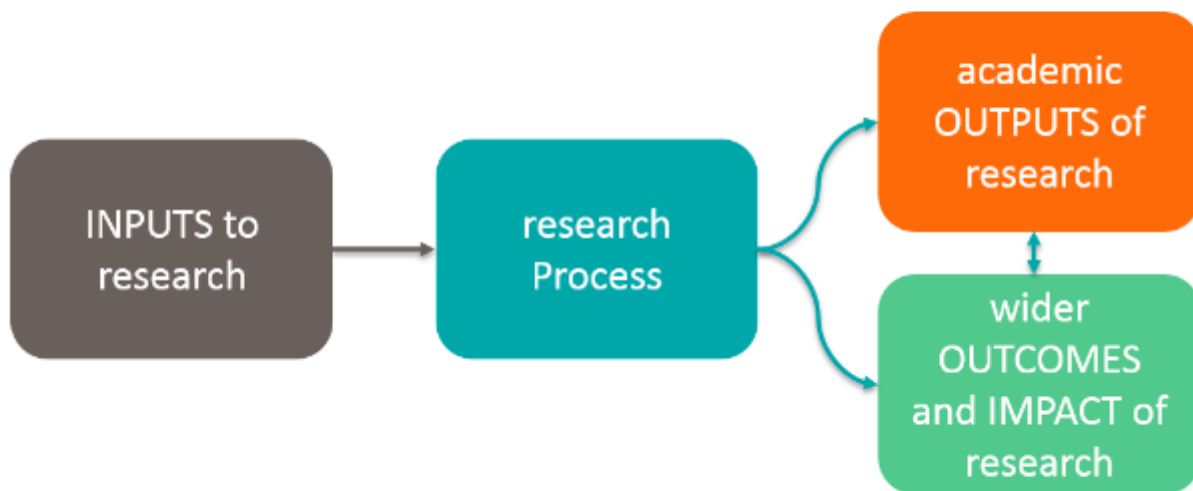 INPUTS to
research
research
Process
academic
OUTPUTS of
research
wider
OUTCOMES
and IMPACT of
research